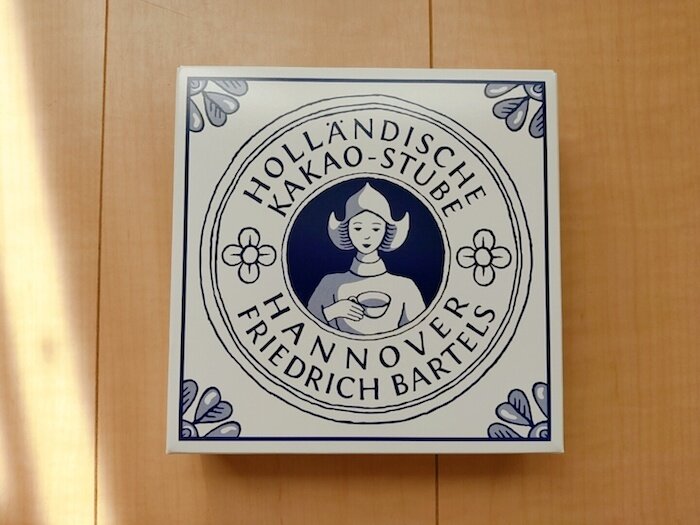 HOLLÄNDISCHE
KAKAO-STUBE
HANNOVER
FRIEDRICH BARTELS